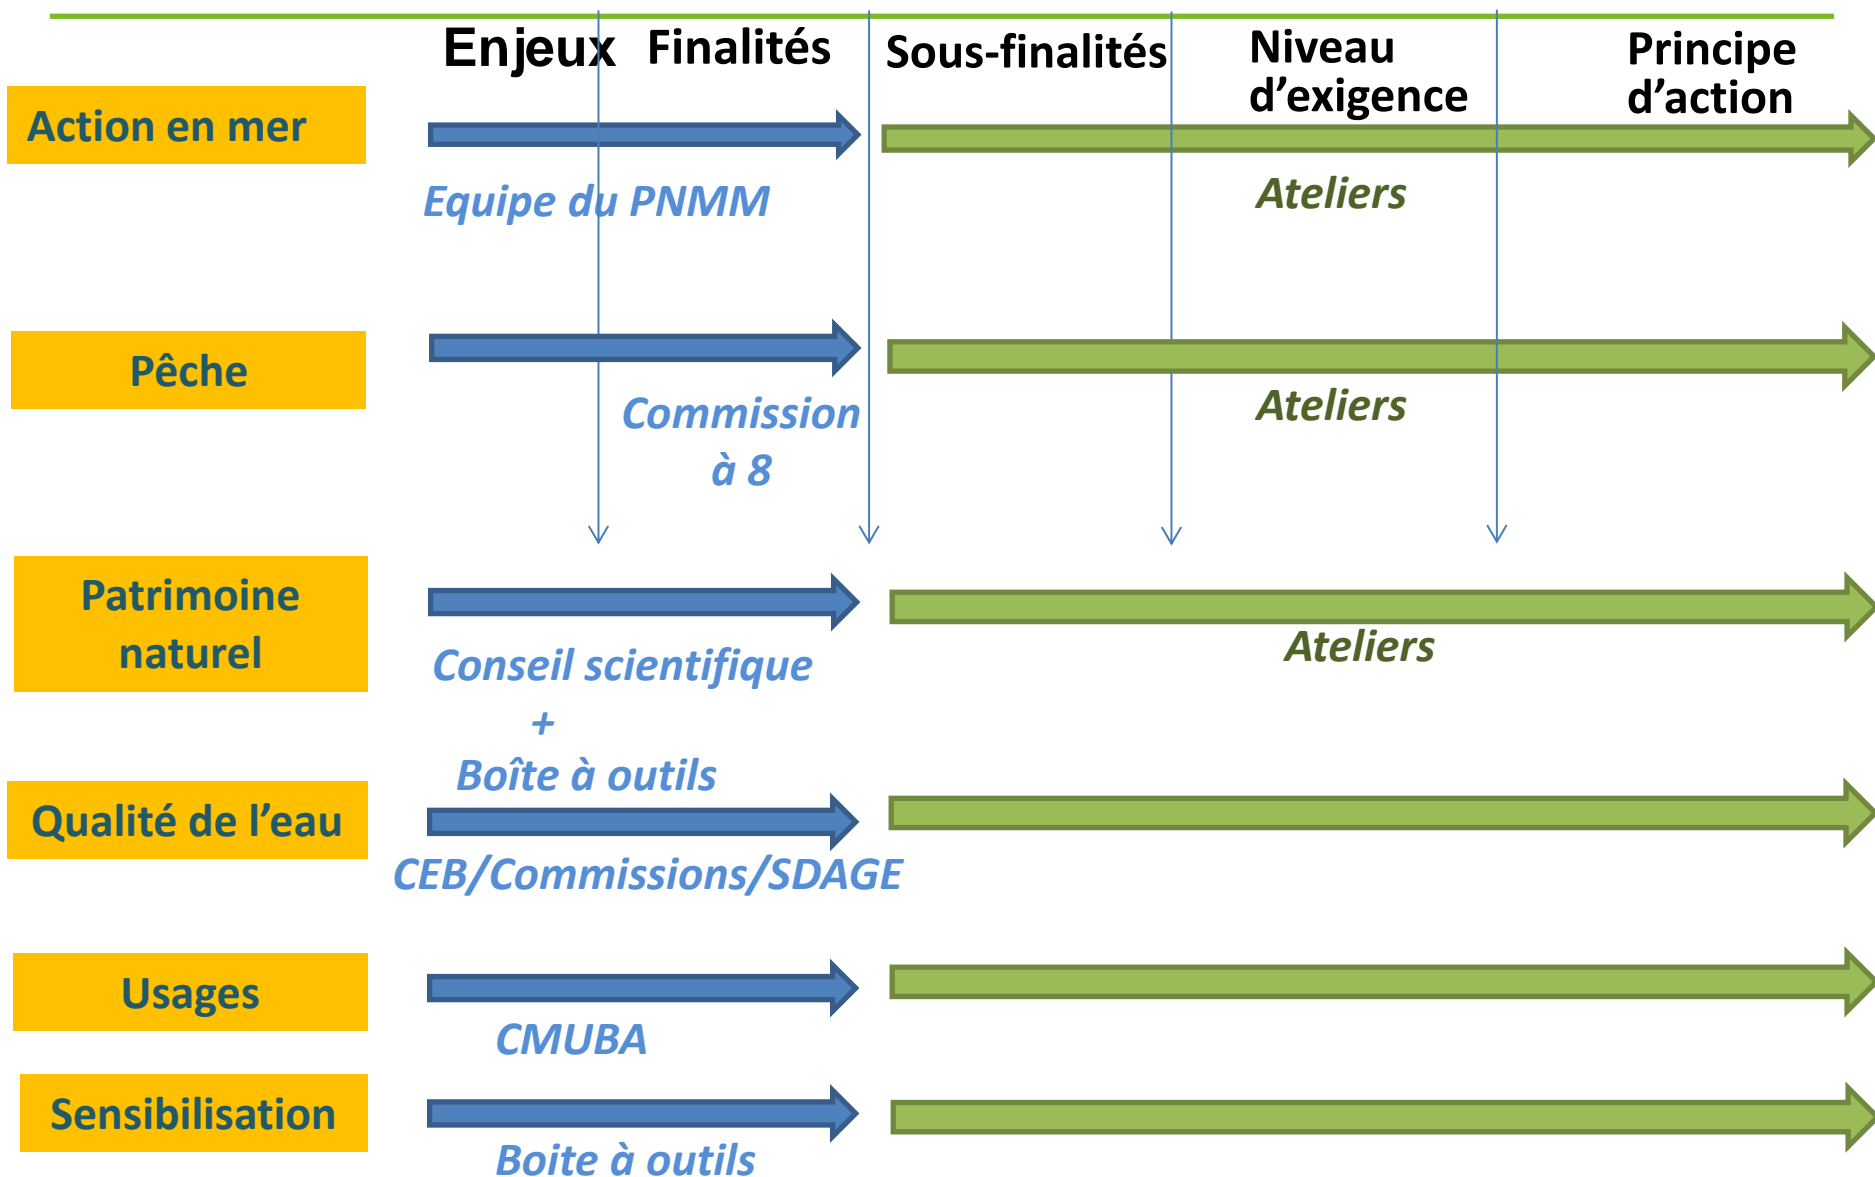 Enjeux
Finalités
Sous-finalités
Niveau
d’exigence
Principe
d’action
Action en mer
Equipe du PNMM
Ateliers
Pêche
Commission
à 8
Ateliers
Patrimoine
naturel
Conseil scientifique
+
Boîte à outils
Ateliers
Qualité de l’eau
CEB/Commissions/SDAGE
Usages
CMUBA
Sensibilisation
Boite à outils